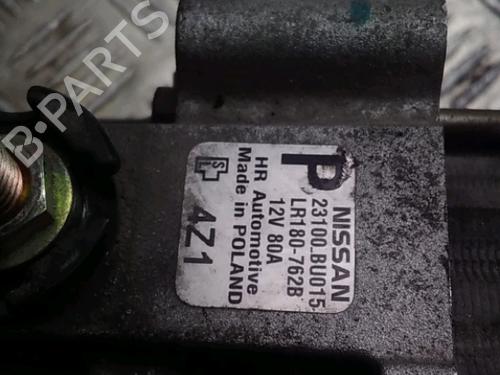 B-PARTS
P NISSAN
23100.BU015
LR180-762B
12V 80A
HR Automotive
Made in POLAND
4Z1